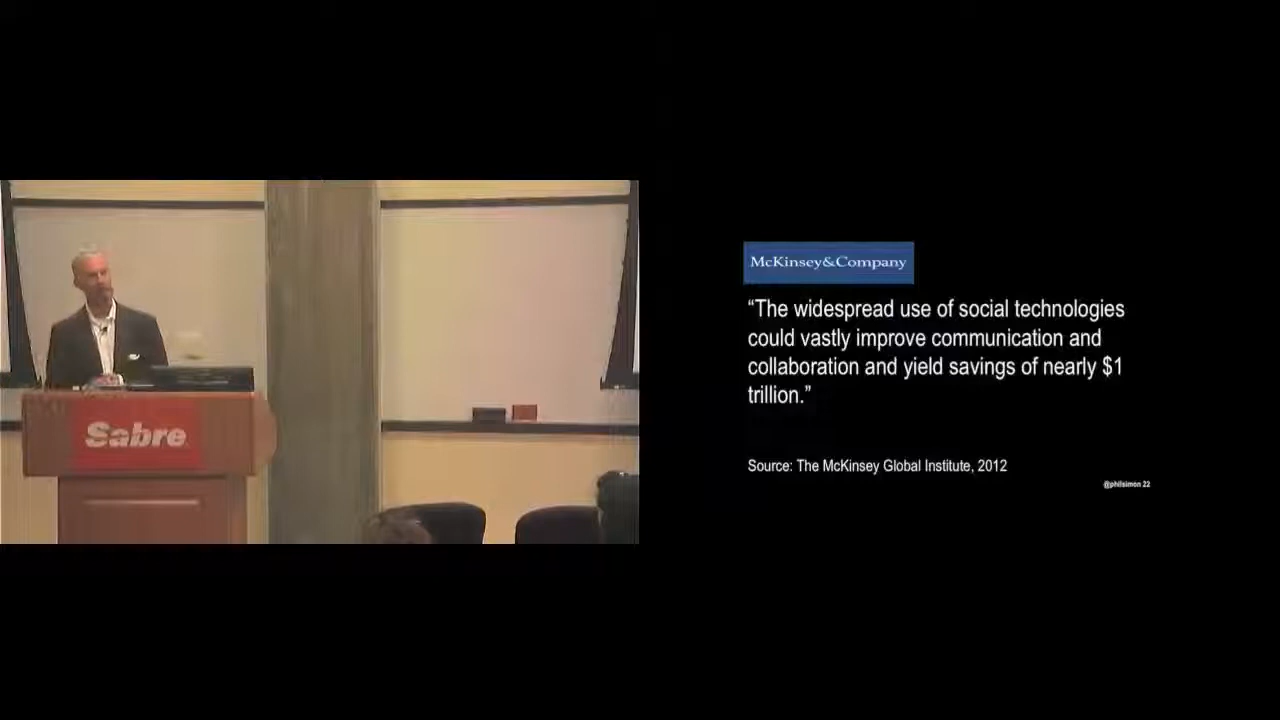 Sabre
McKinsey&Company
“The widespread use of social technologies
could vastly improve communication and
collaboration and yield savings of nearly $1
trillion.”
Source: The McKinsey Global Institute, 2012
@philsimon 22